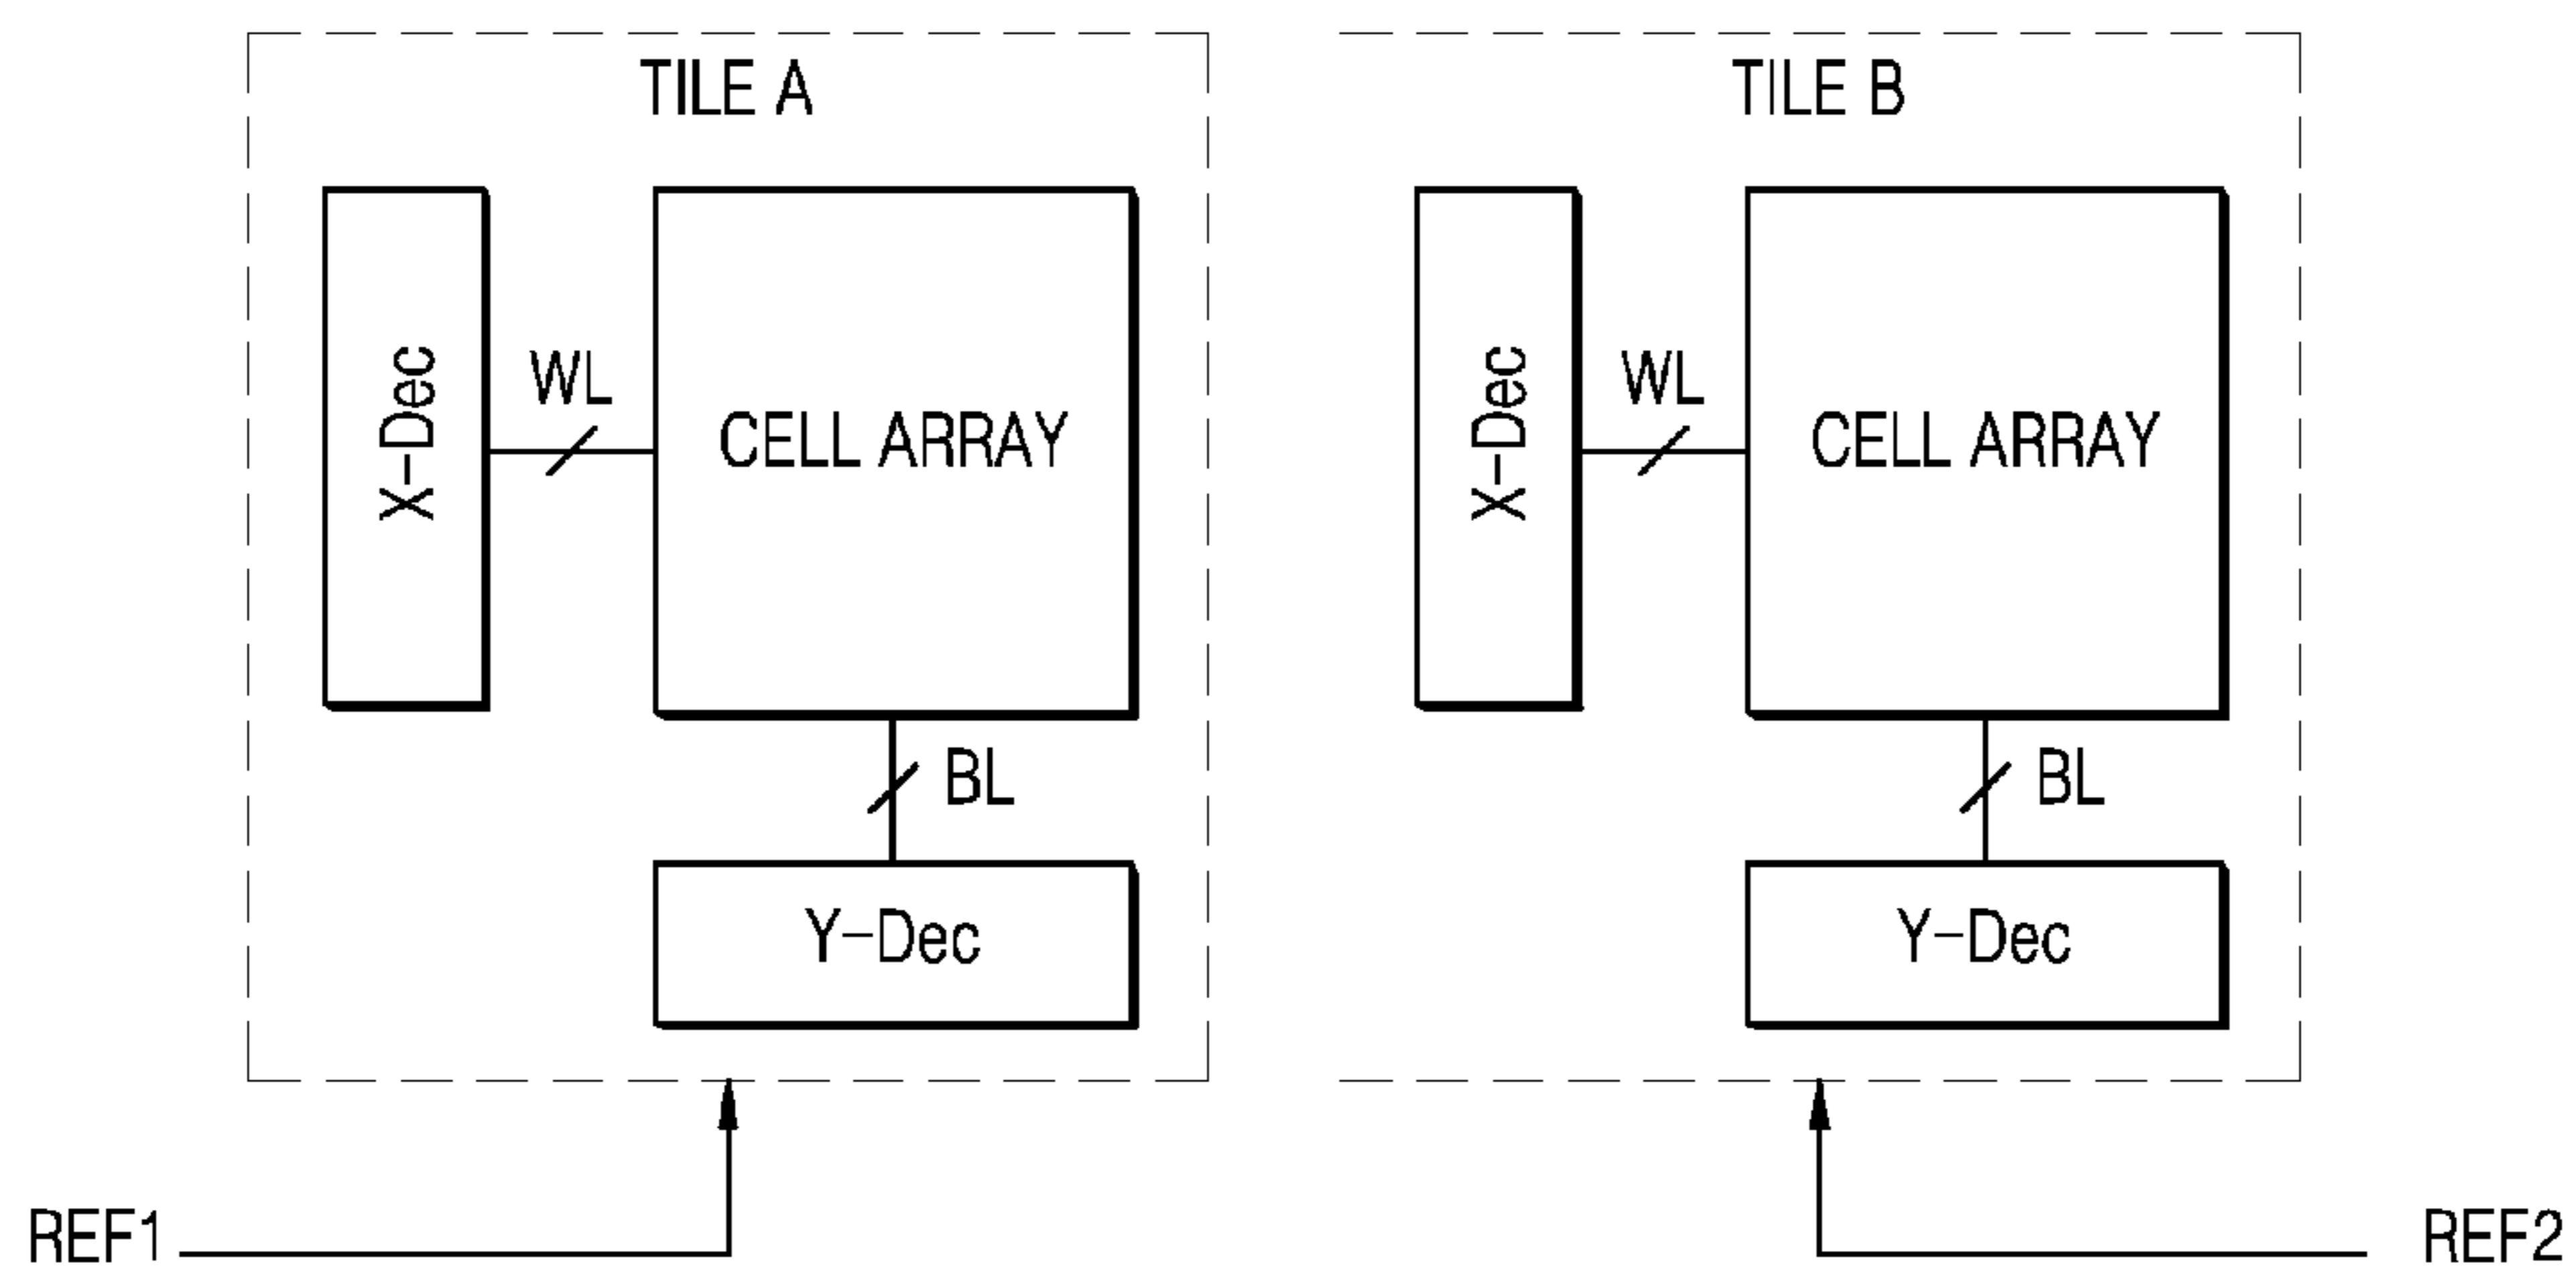 TILE A
TILE B
X-Dec
WL
CELL ARRAY
X-Dec
WL
CELL ARRAY
BL
BL
Y-Dec
Y-Dec
REF1
REF2